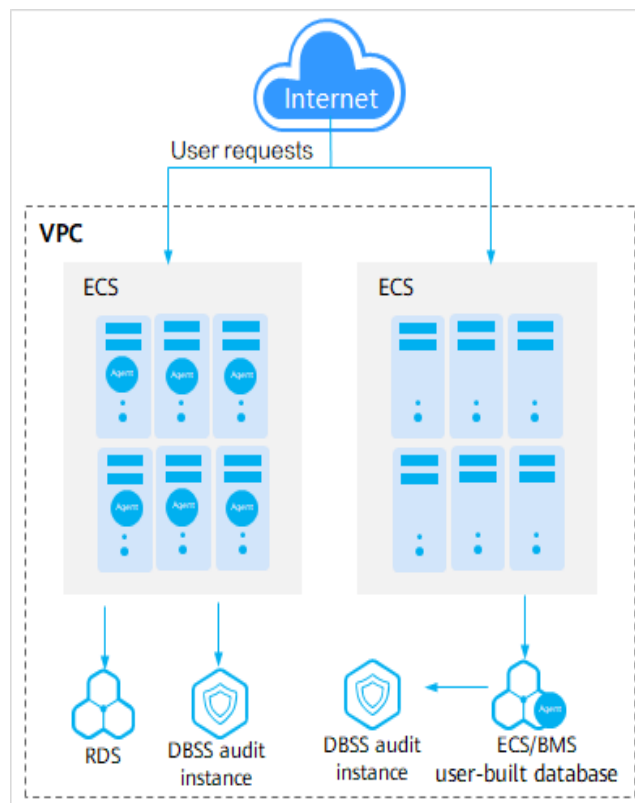 Internet
User requests
VPC
ECS
ECS
Agent
Agent
Agent
Agent
Agent
Agent
RDS
DBSS audit
instance
DBSS audit
instance
Agent
ECS/BMS
user-built database